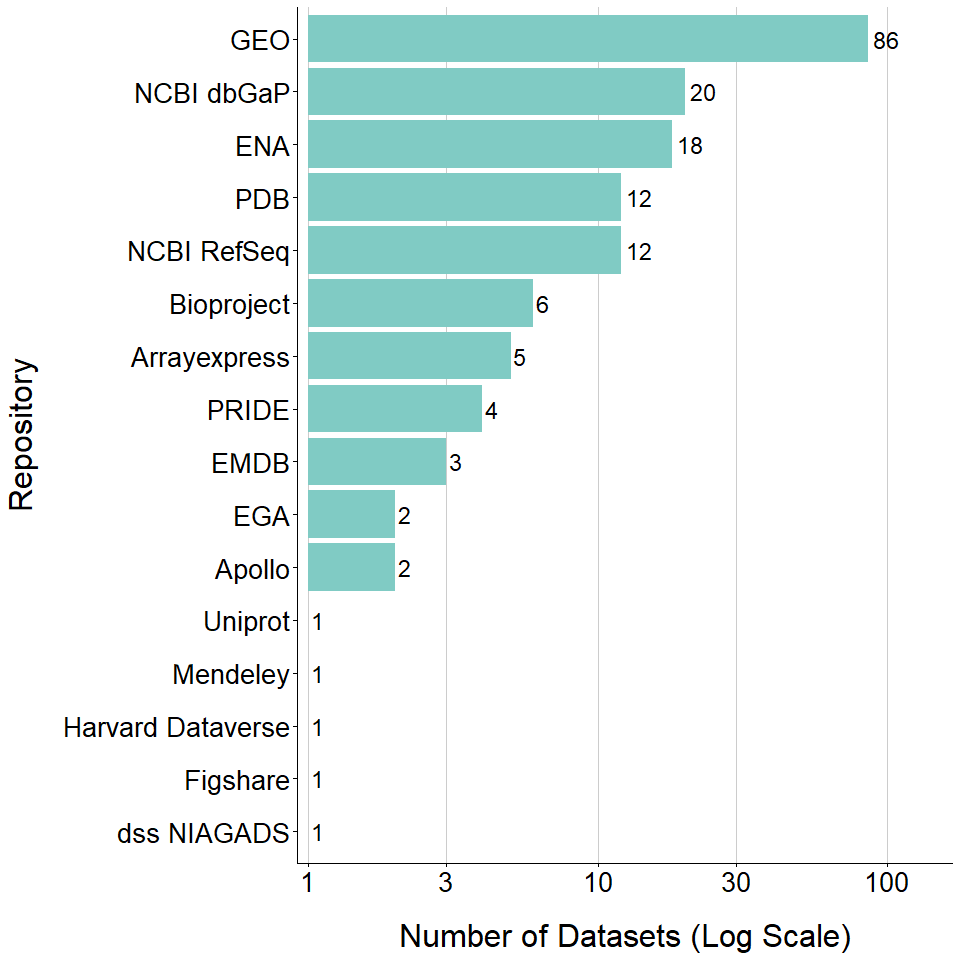 GEO 86
NCBI dbGaP 20
ENA 18
PDB 12
NCBI RefSeq 12
Bioproject 6
Arrayexpress 5
PRIDE 4
EMDB 3
EGA 2
Apollo 2
Uniprot 1
Mendeley 1
Harvard Dataverse 1
Figshare 1
dss NIAGADS 1
Repository
1 3 10 30 100
Number of Datasets (Log Scale)